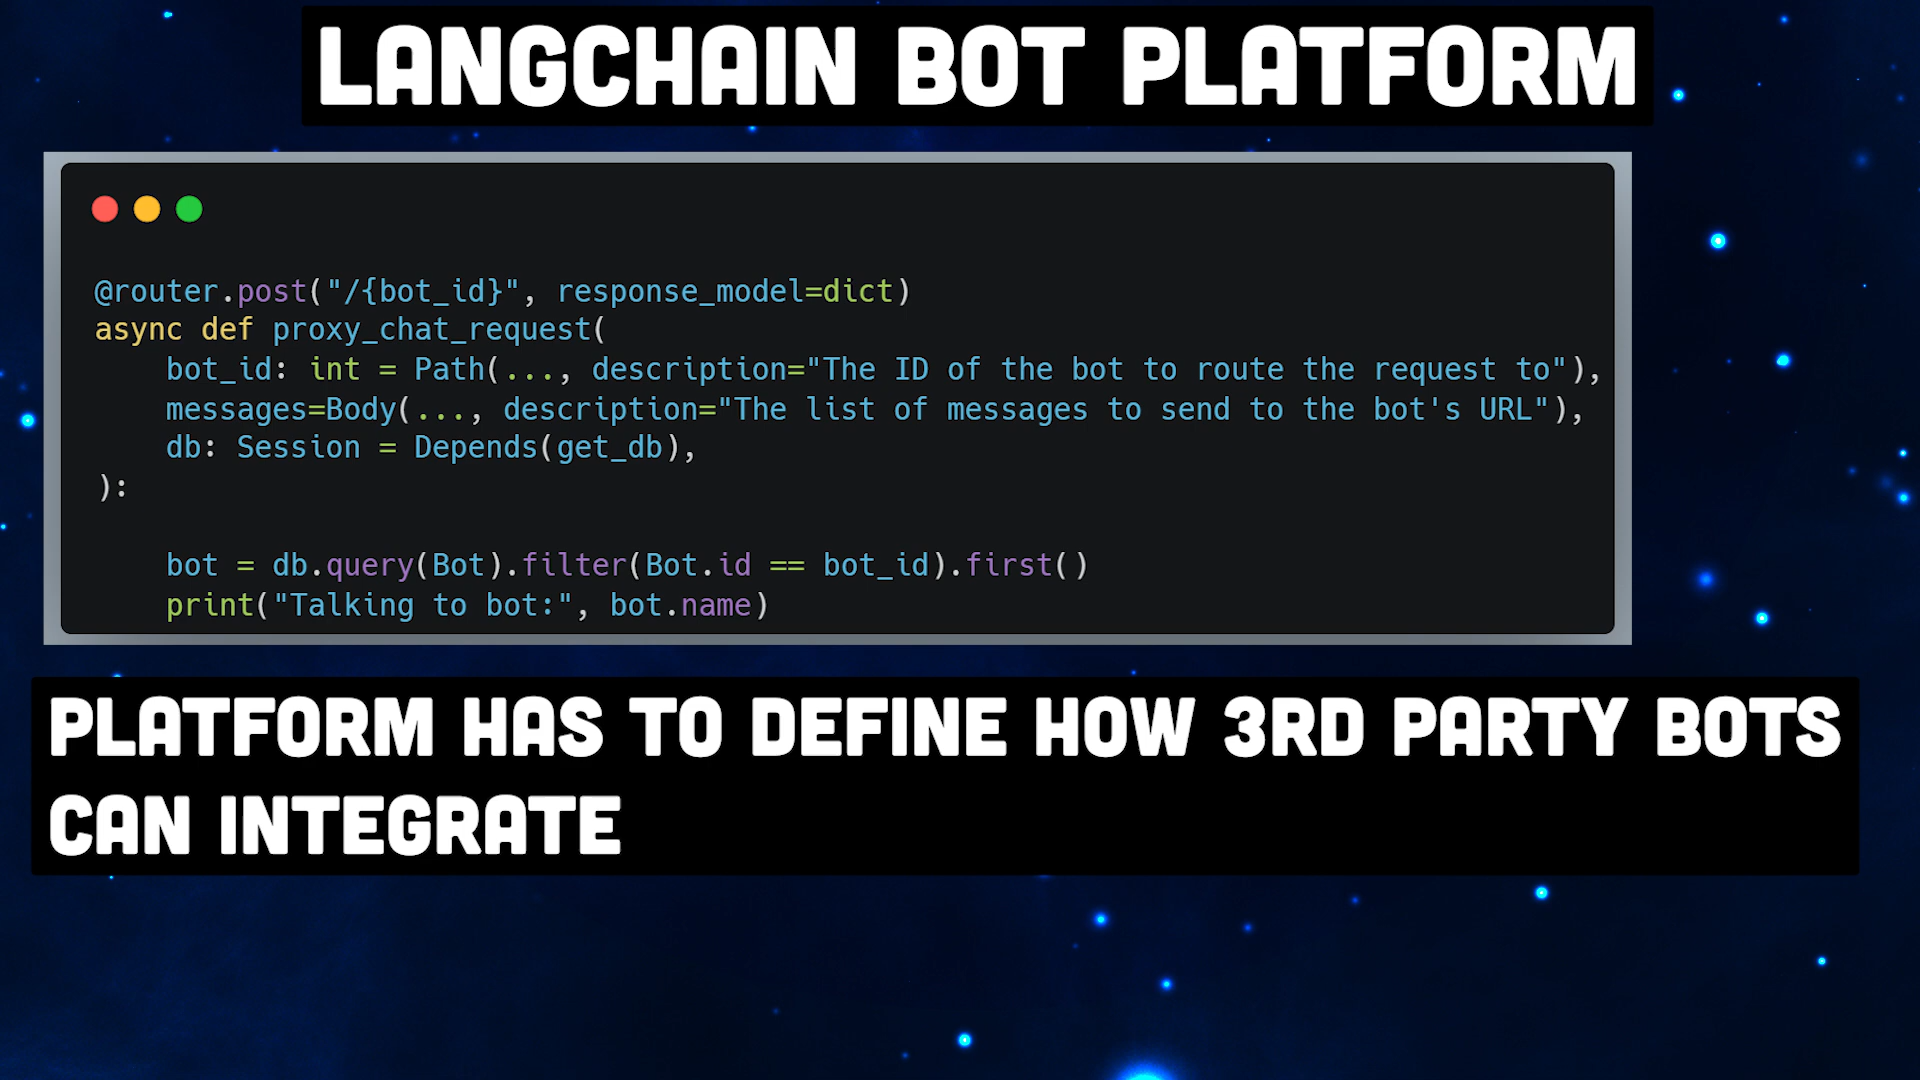 LANGCHAIN BOT PLATFORM
@router.post("/{bot_id}", response_model=dict)
async def proxy_chat_request(
    bot_id: int = Path(..., description="The ID of the bot to route the request to"),
    messages=Body(..., description="The list of messages to send to the bot's URL"),
    db: Session = Depends(get_db),
):
    bot = db.query(Bot).filter(Bot.id == bot_id).first()
    print("Talking to bot:", bot.name)
PLATFORM HAS TO DEFINE HOW 3RD PARTY BOTS
CAN INTEGRATE